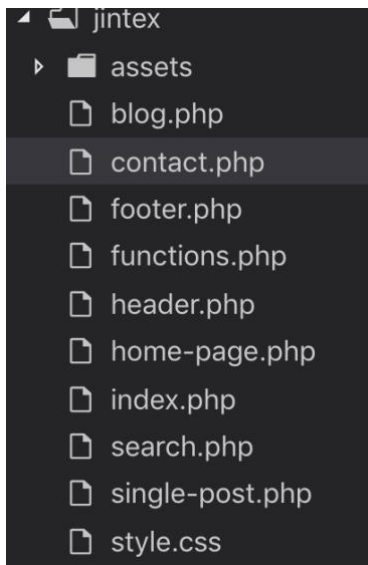 jintex
assets
blog.php
contact.php
footer.php
functions.php
header.php
home-page.php
index.php
search.php
single-post.php
style.css